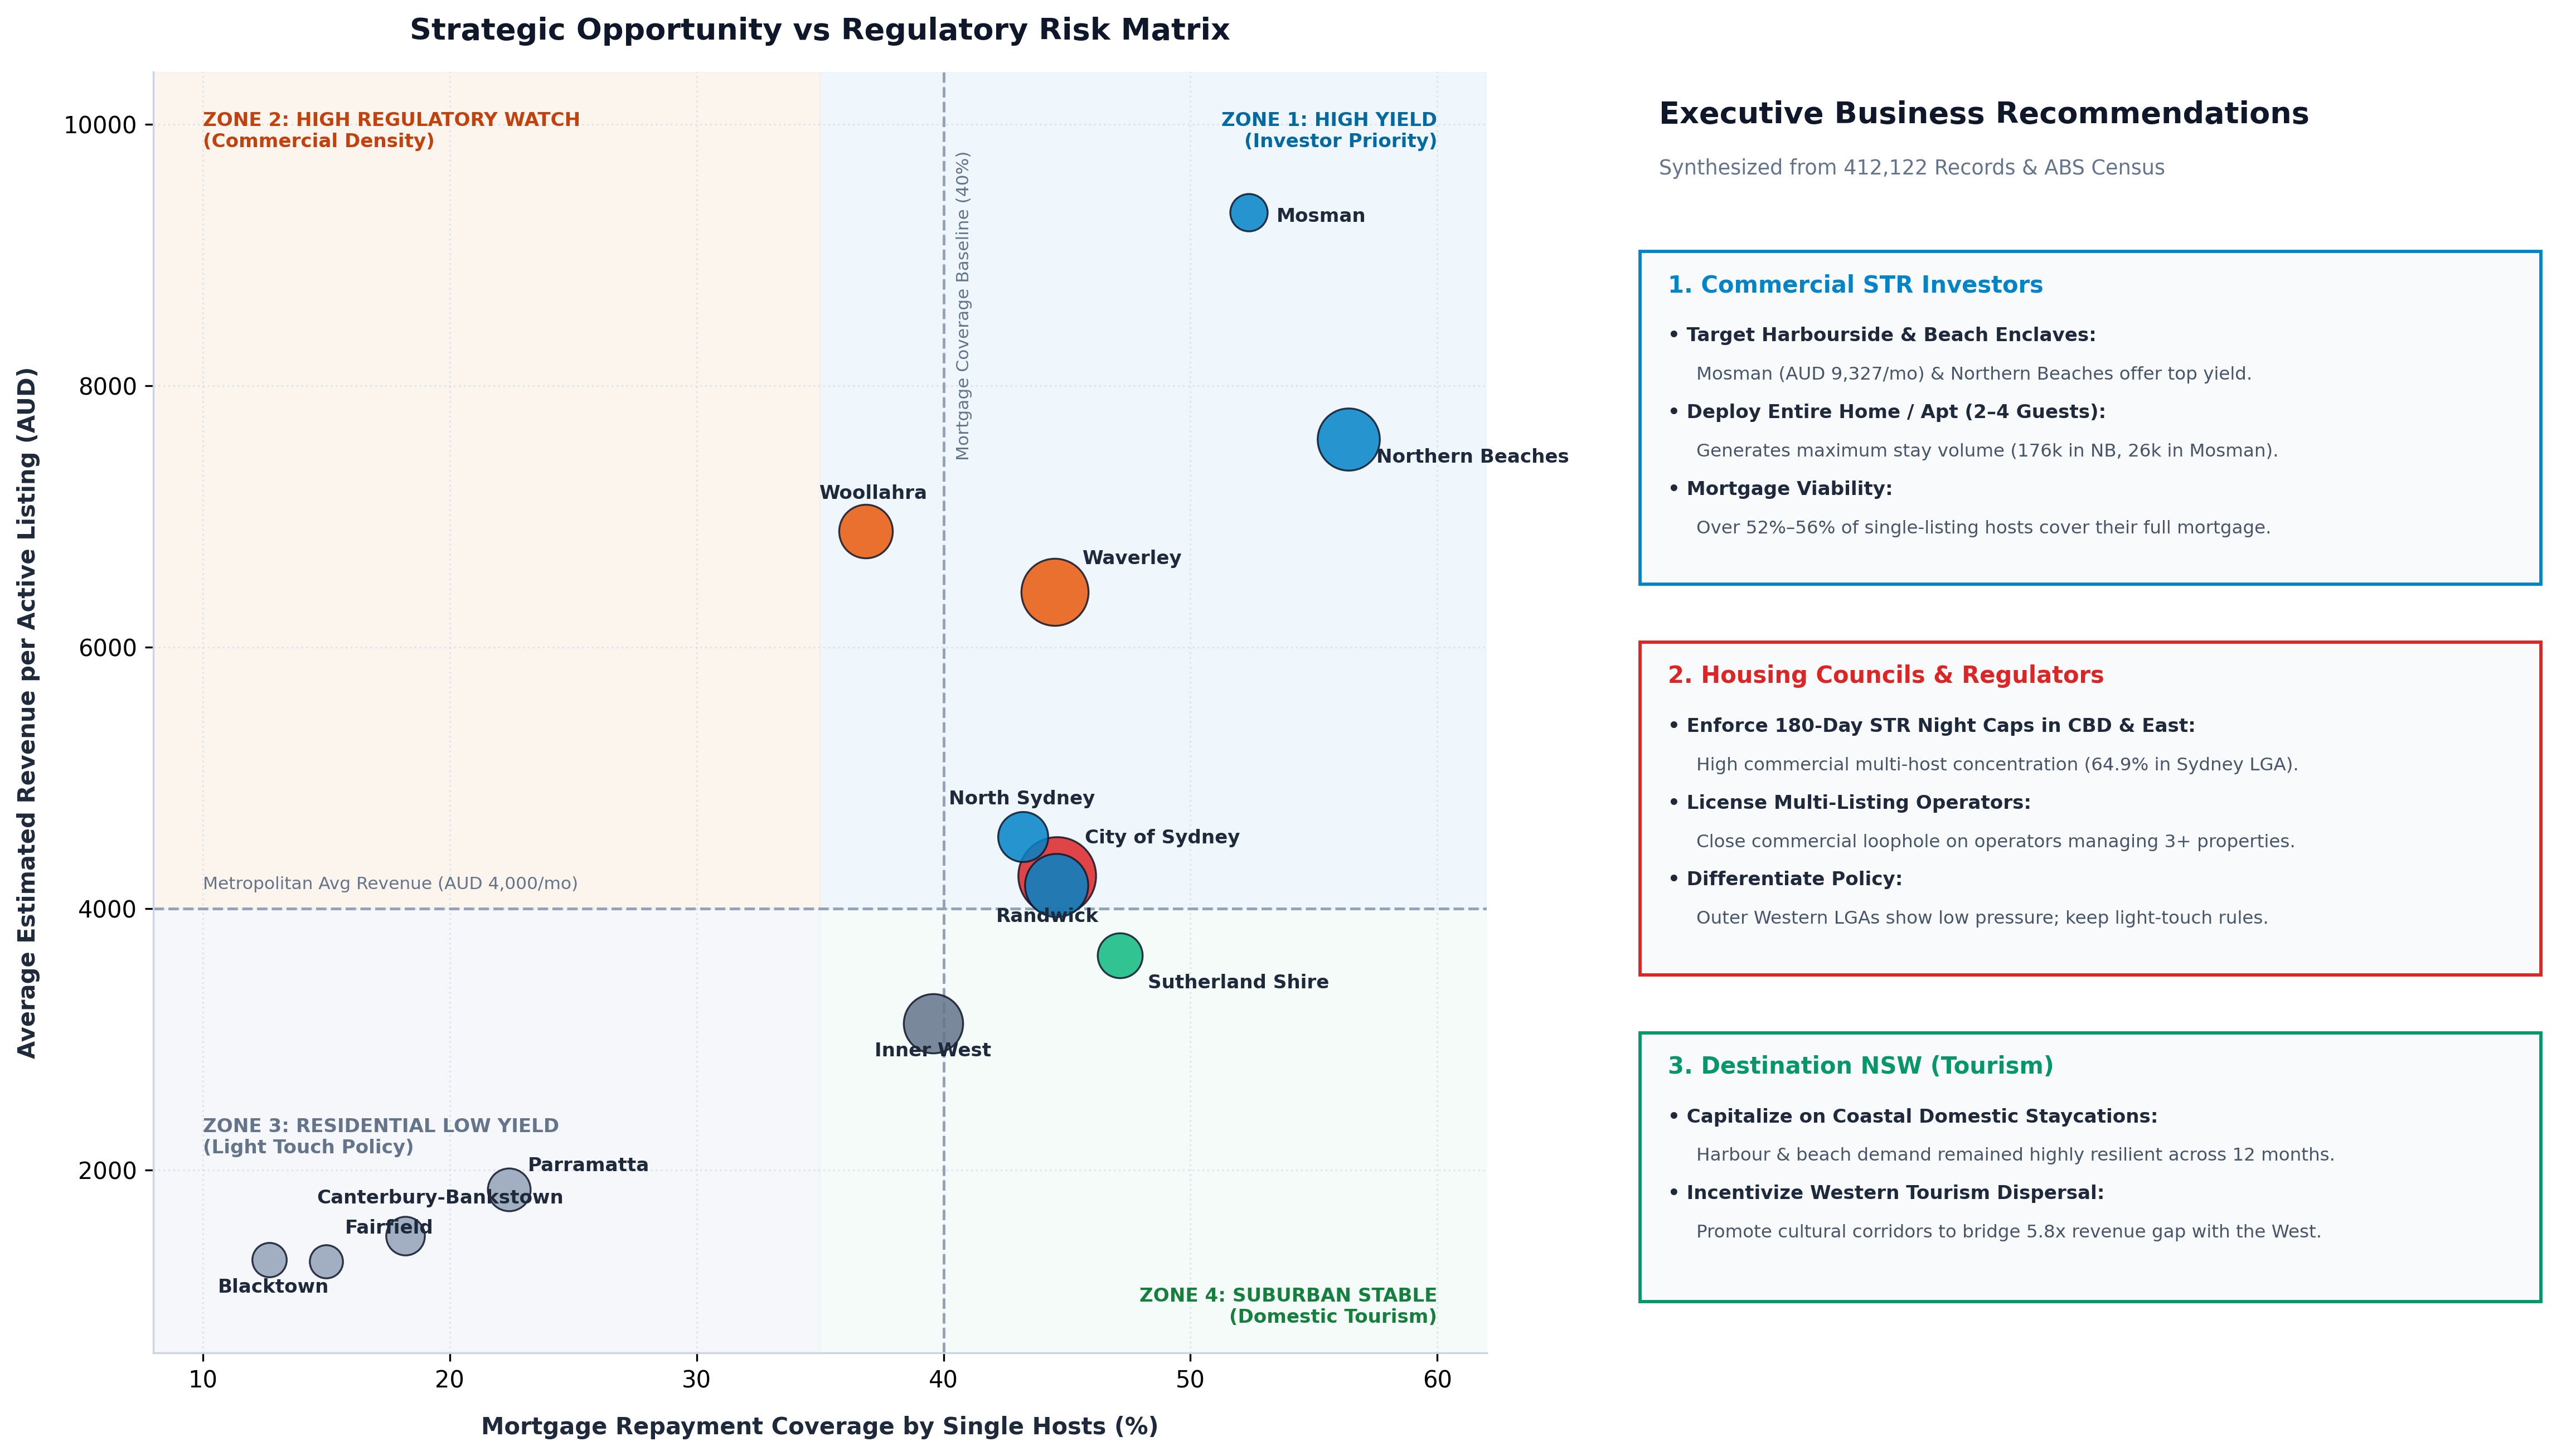 Strategic Opportunity vs Regulatory Risk Matrix
Average Estimated Revenue per Active Listing (AUD)
10000
8000
6000
4000
2000
ZONE 2: HIGH REGULATORY WATCH
(Commercial Density)
ZONE 1: HIGH YIELD
(Investor Priority)
Mortgage Coverage Baseline (40%)
Mosman
Northern Beaches
Woollahra
Waverley
North Sydney
City of Sydney
Metropolitan Avg Revenue (AUD 4,000/mo)
Randwick
Sutherland Shire
Inner West
ZONE 3: RESIDENTIAL LOW YIELD
(Light Touch Policy)
Parramatta
Canterbury-Bankstown
Fairfield
Blacktown
ZONE 4: SUBURBAN STABLE
(Domestic Tourism)
10
20
30
40
50
60
Mortgage Repayment Coverage by Single Hosts (%)
Executive Business Recommendations
Synthesized from 412,122 Records & ABS Census
1. Commercial STR Investors
• Target Harbourside & Beach Enclaves:
Mosman (AUD 9,327/mo) & Northern Beaches offer top yield.
• Deploy Entire Home / Apt (2–4 Guests):
Generates maximum stay volume (176k in NB, 26k in Mosman).
• Mortgage Viability:
Over 52%–56% of single-listing hosts cover their full mortgage.
2. Housing Councils & Regulators
• Enforce 180-Day STR Night Caps in CBD & East:
High commercial multi-host concentration (64.9% in Sydney LGA).
• License Multi-Listing Operators:
Close commercial loophole on operators managing 3+ properties.
• Differentiate Policy:
Outer Western LGAs show low pressure; keep light-touch rules.
3. Destination NSW (Tourism)
• Capitalize on Coastal Domestic Staycations:
Harbour & beach demand remained highly resilient across 12 months.
• Incentivize Western Tourism Dispersal:
Promote cultural corridors to bridge 5.8x revenue gap with the West.